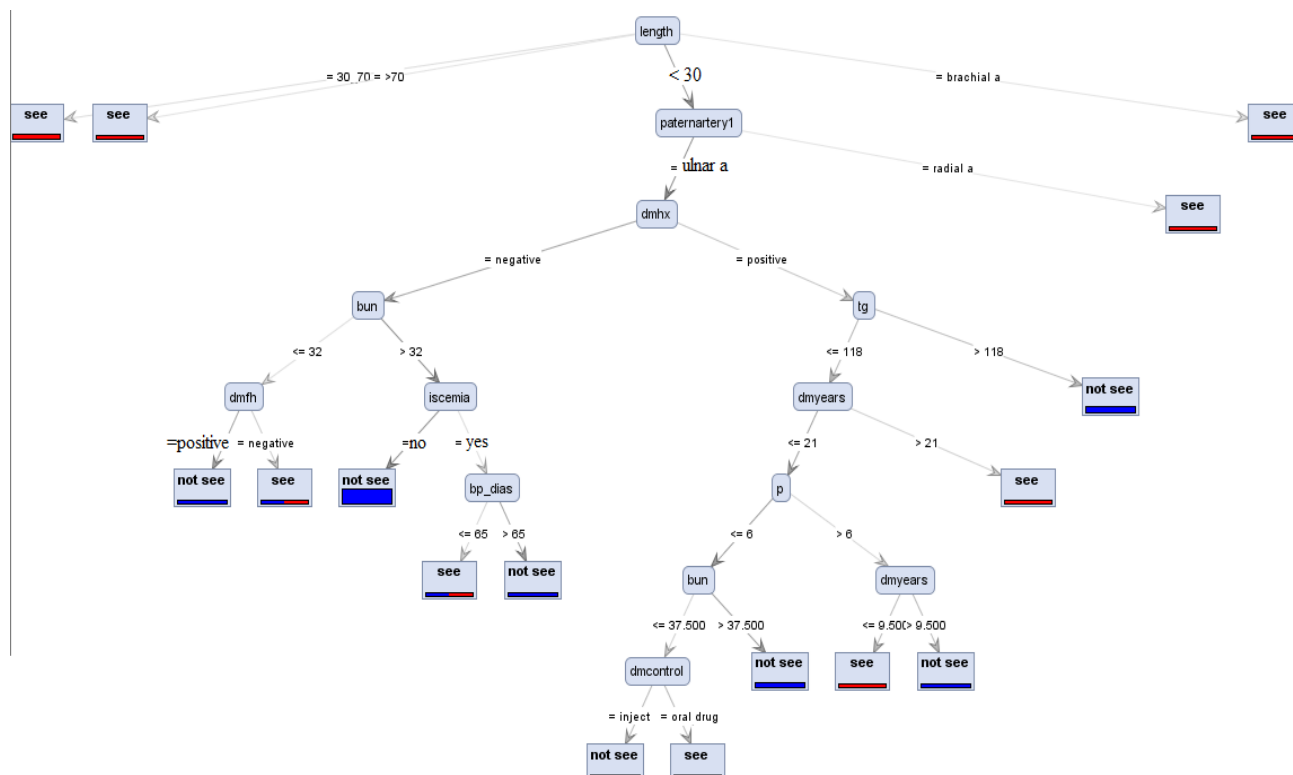 length
= 30_70 = >70
< 30
= brachial a
see
see
see
paternartery1
= ulnar a
= radial a
see
dmhx
= negative
= positive
bun
tg
<= 32
> 32
<= 118
> 118
dmfh
iscemia
dmyears
not see
=positive
= negative
=no
= yes
<= 21
> 21
not see
see
not see
bp_dias
p
see
<= 65
> 65
<= 6
> 6
see
not see
bun
dmyears
<= 37.500
> 37.500
<= 9.500
> 9.500
dmcontrol
not see
see
not see
= inject
= oral drug
not see
see